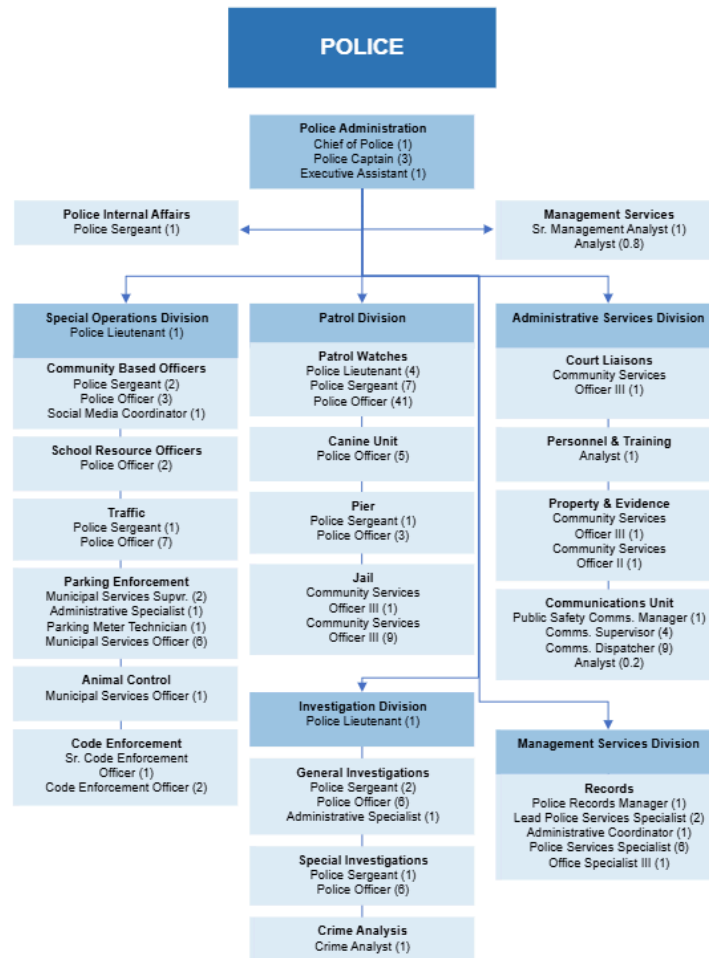 POLICE
Police Administration
Chief of Police (1)
Police Captain (3)
Executive Assistant (1)
Police Internal Affairs
Police Sergeant (1)
Management Services
Sr. Management Analyst (1)
Analyst (0.8)
Special Operations Division
Police Lieutenant (1)
Community Based Officers
Police Sergeant (2)
Police Officer (3)
Social Media Coordinator (1)
School Resource Officers
Police Officer (2)
Traffic
Police Sergeant (1)
Police Officer (7)
Parking Enforcement
Municipal Services Supvr. (2)
Administrative Specialist (1)
Parking Meter Technician (1)
Municipal Services Officer (6)
Animal Control
Municipal Services Officer (1)
Code Enforcement
Sr. Code Enforcement
Officer (1)
Code Enforcement Officer (2)
Patrol Division
Patrol Watches
Police Lieutenant (4)
Police Sergeant (7)
Police Officer (41)
Canine Unit
Police Officer (5)
Pier
Police Sergeant (1)
Police Officer (3)
Jail
Community Services
Officer III (1)
Community Services
Officer III (9)
Investigation Division
Police Lieutenant (1)
General Investigations
Police Sergeant (2)
Police Officer (6)
Administrative Specialist (1)
Special Investigations
Police Sergeant (1)
Police Officer (6)
Crime Analysis
Crime Analyst (1)
Administrative Services Division
Court Liaisons
Community Services
Officer III (1)
Personnel & Training
Analyst (1)
Property & Evidence
Community Services
Officer III (1)
Community Services
Officer II (1)
Communications Unit
Public Safety Comms. Manager (1)
Comms. Supervisor (4)
Comms. Dispatcher (9)
Analyst (0.2)
Management Services Division
Records
Police Records Manager (1)
Lead Police Services Specialist (2)
Administrative Coordinator (1)
Police Services Specialist (6)
Office Specialist III (1)